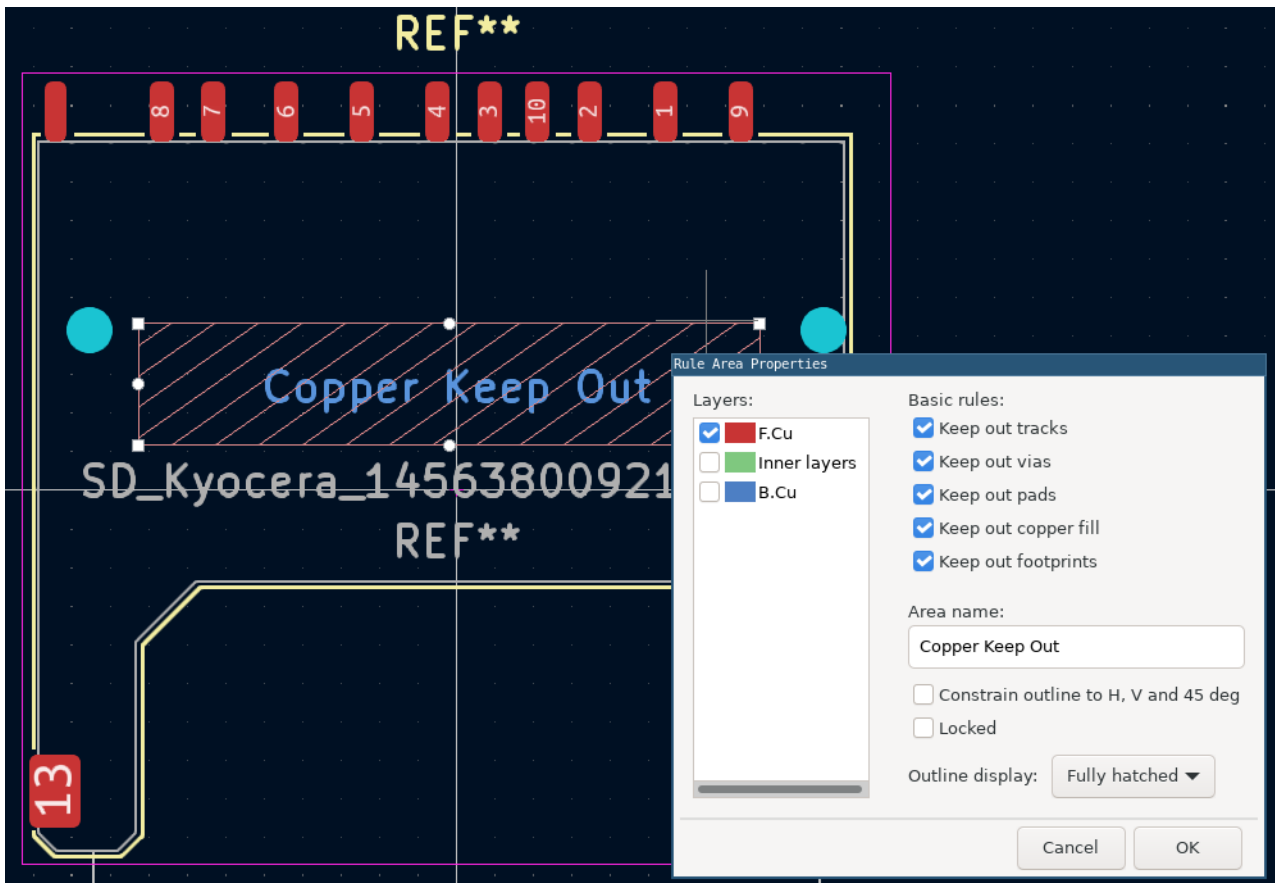 REF**
8 7 6 5 4 3 10 2 1 9
Copper Keep Out
SD_Kyocera_14563800921
REF**
13
Rule Area Properties
Layers:
F.Cu
Inner layers
B.Cu
Basic rules:
Keep out tracks
Keep out vias
Keep out pads
Keep out copper fill
Keep out footprints
Area name:
Copper Keep Out
Constrain outline to H, V and 45 deg
Locked
Outline display: Fully hatched
Cancel OK